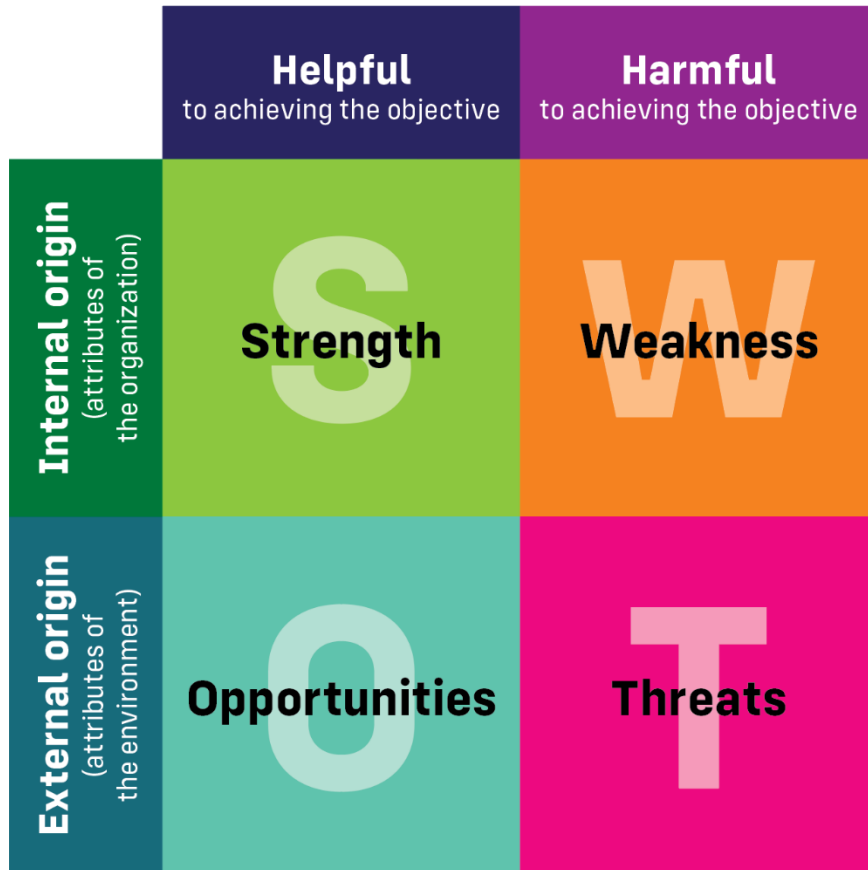 Helpful
to achieving the objective
Harmful
to achieving the objective
Internal origin
(attributes of
the organization)
S
Strength
W
Weakness
External origin
(attributes of
the environment)
O
Opportunities
T
Threats